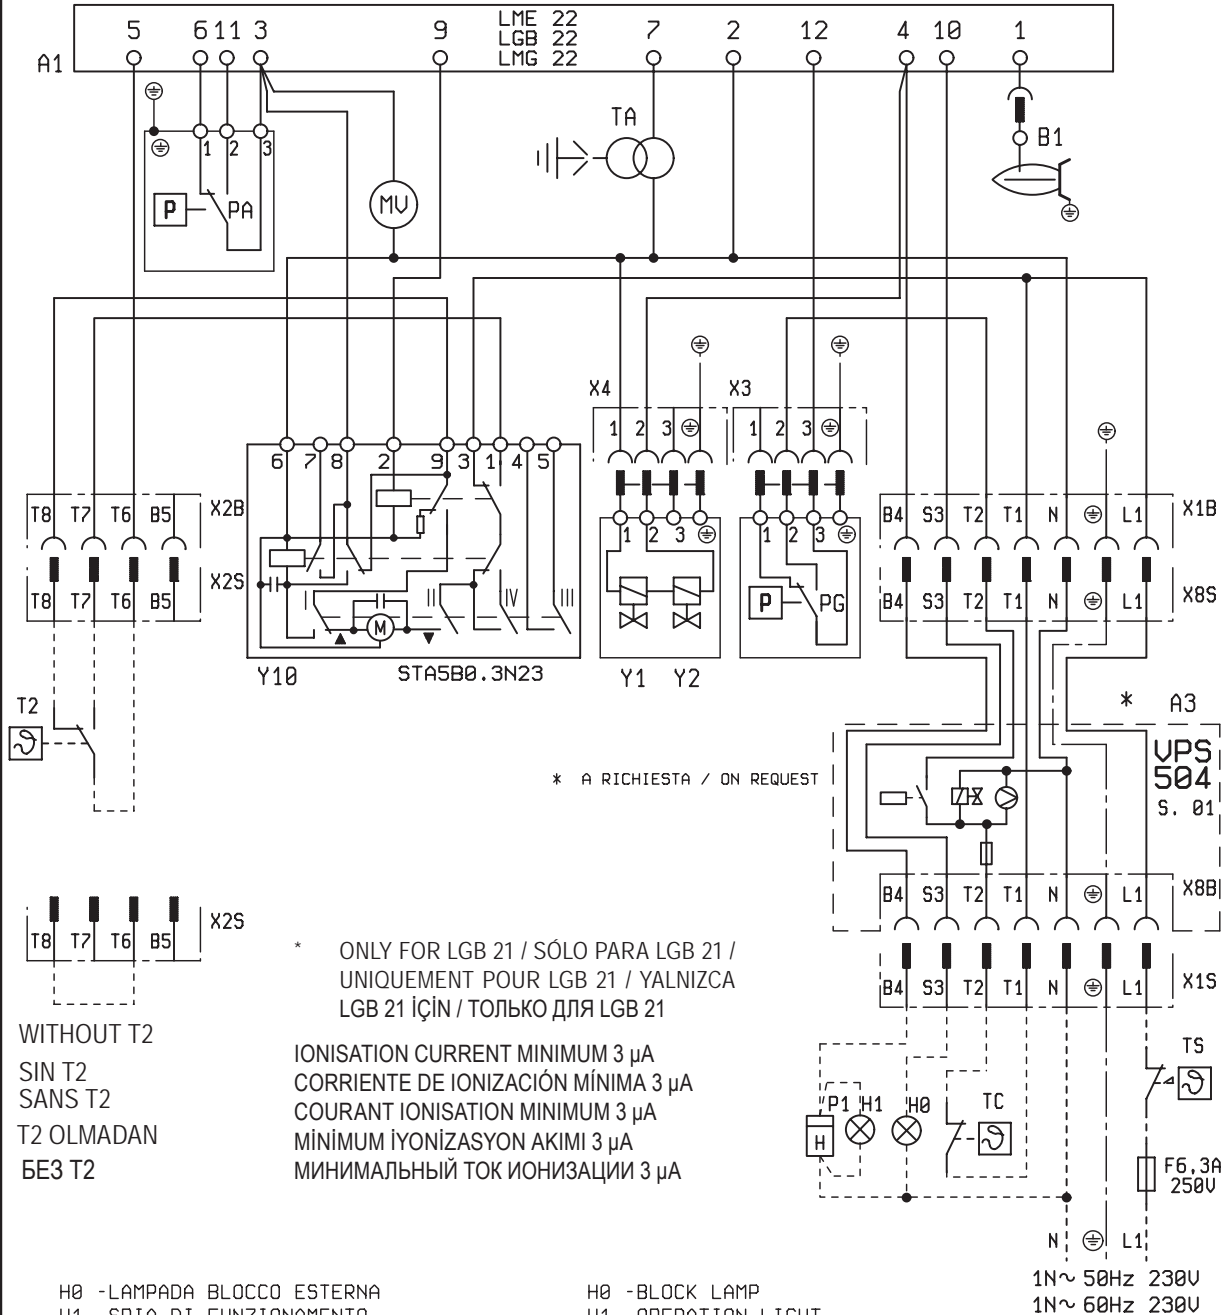 LME 22
LGB 22
LMG 22
5 6 11 3 9 7 2 12 4 10 1
A1
TA
B1
1 2 3
P PA
MV
X4 X3
1 2 3 1 2 3
6 7 8 2 9 3 1 4 5
T8 T7 T6 B5 X2B
X2S
T8 T7 T6 B5
B4 S3 T2 T1 N L1 X1B
B4 S3 T2 T1 N L1 X8S
1 2 3 1 2 3
P PG
I II IV III
M
Y10 STA5B0.3N23 Y1 Y2
T2
* A3
VPS
504
S. 01
* A RICHIESTA / ON REQUEST
B4 S3 T2 T1 N L1 X8B
T8 T7 T6 B5 X2S
B4 S3 T2 T1 N L1 X1S
* ONLY FOR LGB 21 / SÓLO PARA LGB 21 /
UNIQUEMENT POUR LGB 21 / YALNIZCA
LGB 21 İÇİN / ТОЛЬКО ДЛЯ LGB 21
WITHOUT T2
SIN T2
SANS T2
T2 OLMADAN
БЕЗ T2
IONISATION CURRENT MINIMUM 3 µA
CORRIENTE DE IONIZACIÓN MÍNIMA 3 µA
COURANT IONISATION MINIMUM 3 µA
MİNİMUM İYONİZASYON AKIMI 3 µA
МИНИМАЛЬНЫЙ ТОК ИОНИЗАЦИИ 3 µA
TS
P1 H1 H0 TC
H
F6,3A
250V
N L1
1N~ 50Hz 230V
1N~ 60Hz 230V
H0 -LAMPADA BLOCCO ESTERNA
H1 -SPIA DI FUNZIONAMENTO
H0 -BLOCK LAMP
H1 -OPERATION LIGHT